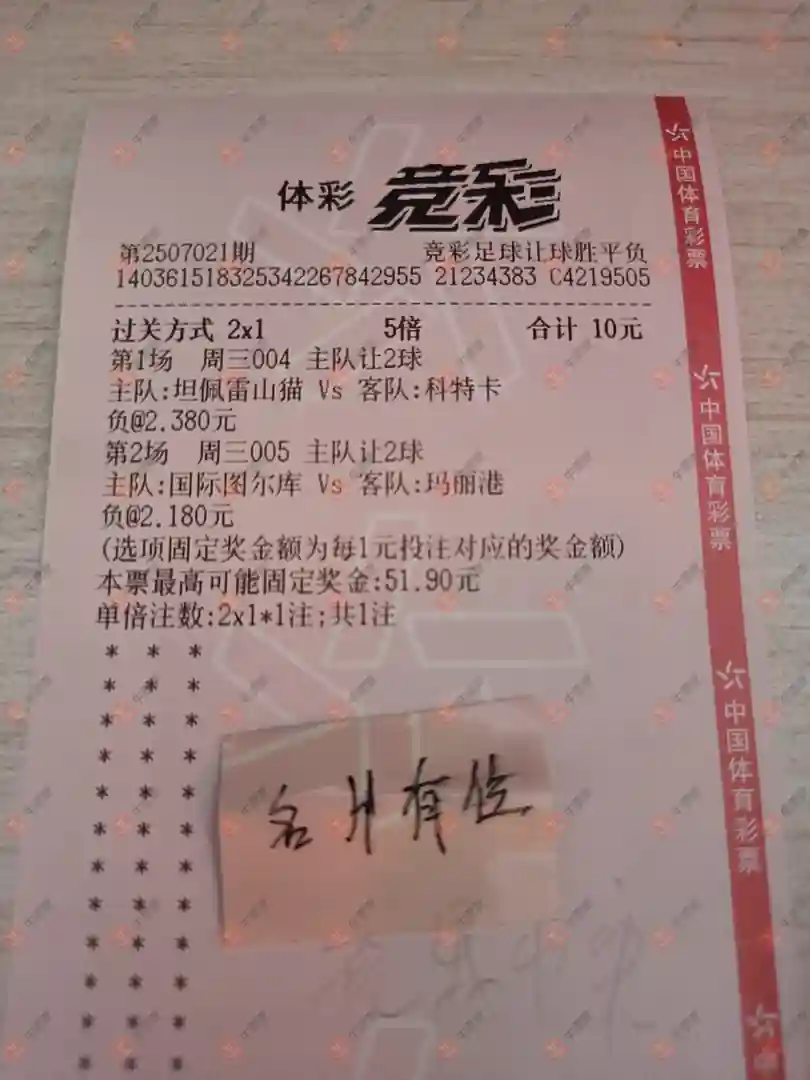 体彩 竞彩
第2507021期 竞彩足球让球胜平负
140361518325342267842955 21234383 C4219505
过关方式 2x1 5倍 合计 10元
第1场 周三004 主队让2球
主队:坦佩雷山猫 Vs 客队:科特卡
负@2.380元
第2场 周三005 主队让2球
主队:国际图尔库 Vs 客队:玛丽港
负@2.180元
(选项固定奖金额为每1元投注对应的奖金额)
本票最高可能固定奖金:51.90元
单倍注数:2x1*1注;共1注
* * *
* * *
* * *
* * *
* * *
* * *
* * *
* * *
* * *
* * *
* * *
* * *
名片有位
中国体育彩票
中国体育彩票
中国体育彩票
中